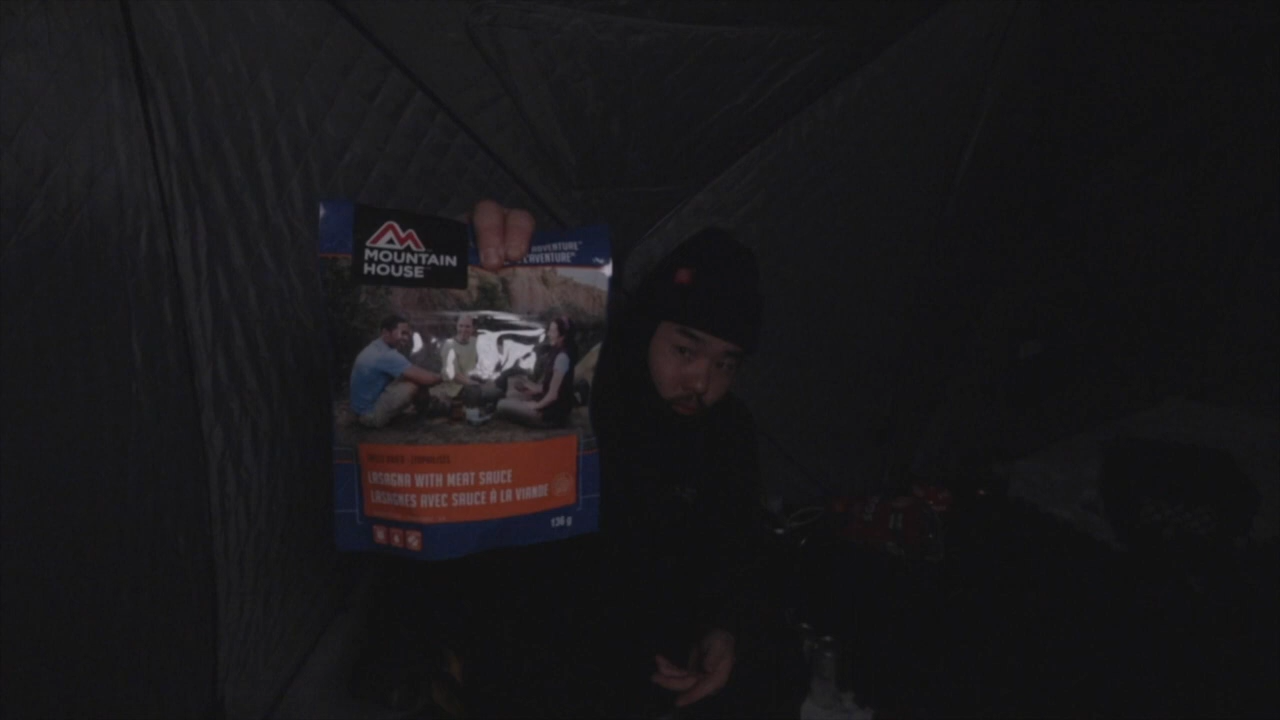 MOUNTAIN
HOUSE
ADVENTURE
L'AVENTURE
LASAGNA WITH MEAT SAUCE
LASAGNES AVEC SAUCE À LA VIANDE
136 g